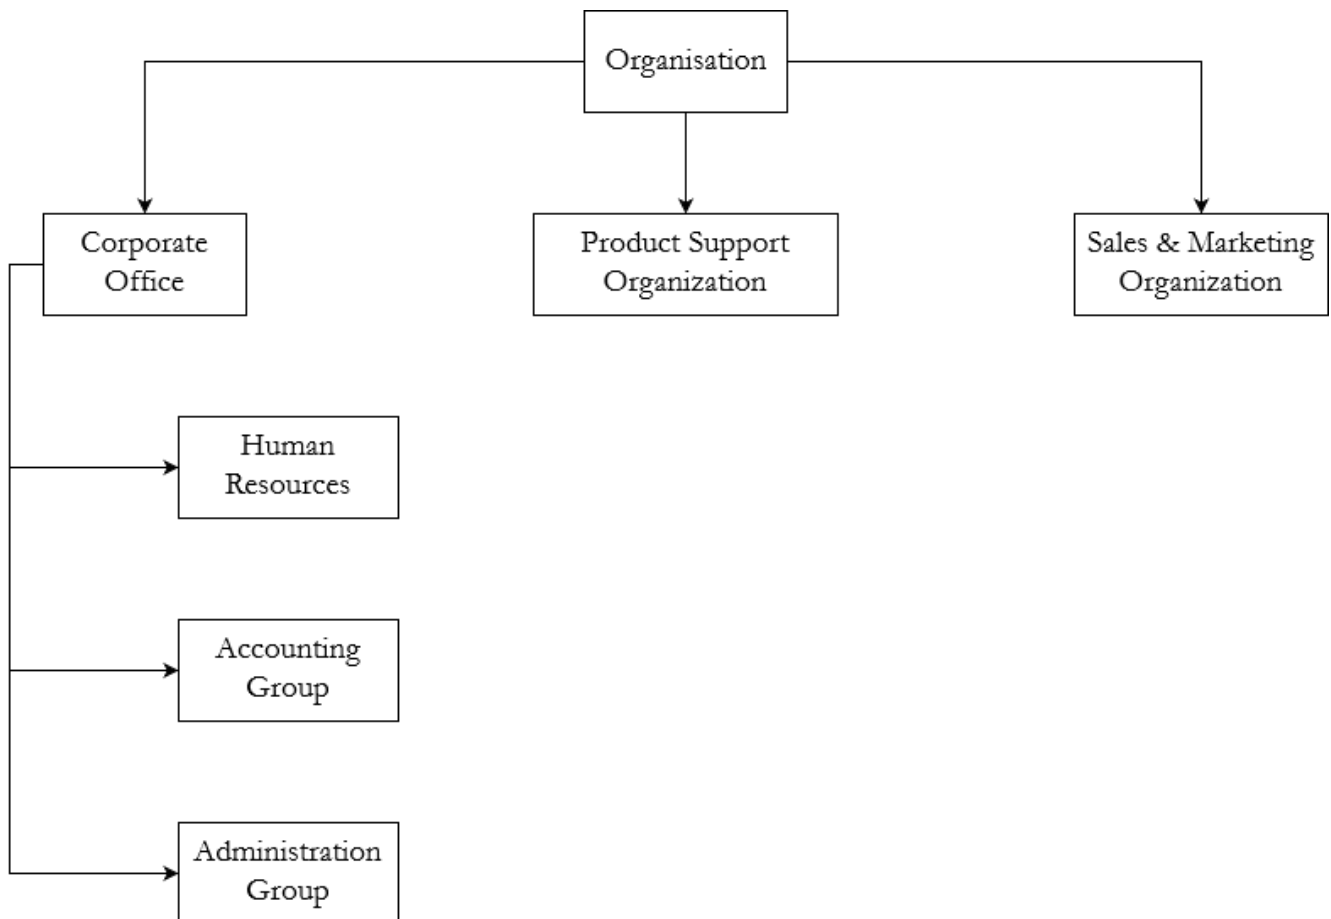 Organisation
Corporate
Office
Product Support
Organization
Sales & Marketing
Organization
Human
Resources
Accounting
Group
Administration
Group